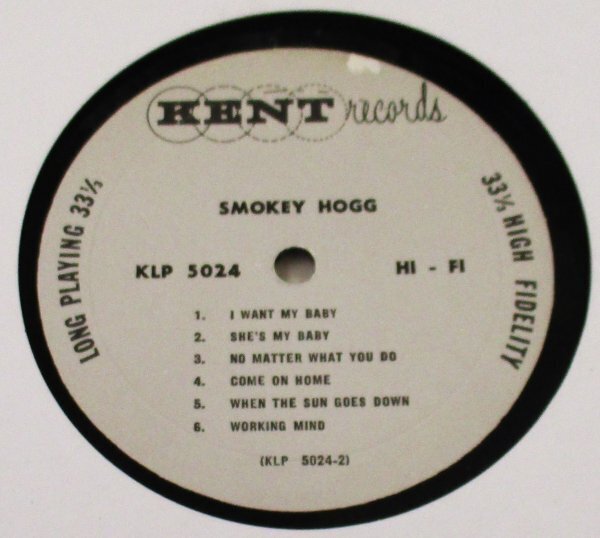 KENT records
SMOKEY HOGG
KLP 5024
HI - FI
LONG PLAYING 33⅓
33⅓ HIGH FIDELITY
1. I WANT MY BABY
2. SHE'S MY BABY
3. NO MATTER WHAT YOU DO
4. COME ON HOME
5. WHEN THE SUN GOES DOWN
6. WORKING MIND
(KLP 5024-2)